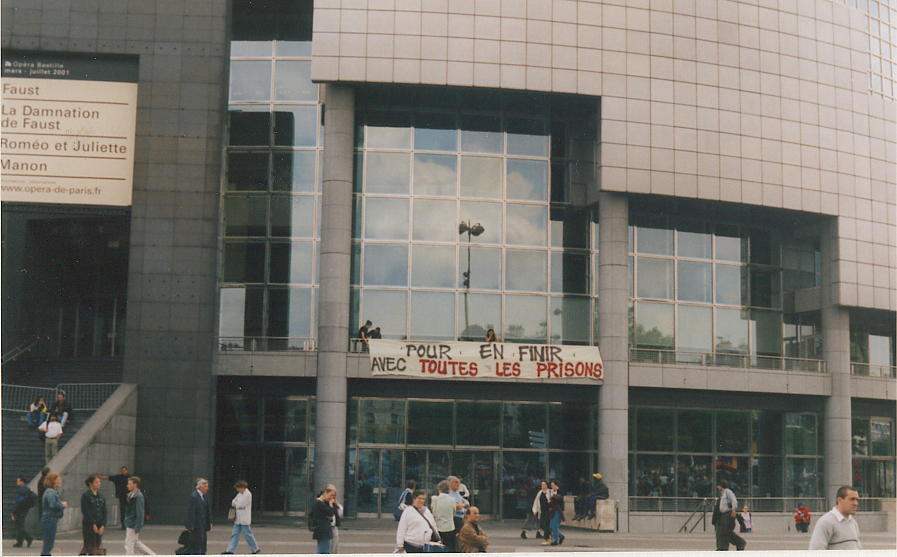 Opéra Bastille
mars - juillet 2001
Faust
La Damnation
de Faust
Roméo et Juliette
Manon
www.opera-de-paris.fr
POUR EN FINIR
AVEC TOUTES LES PRISONS